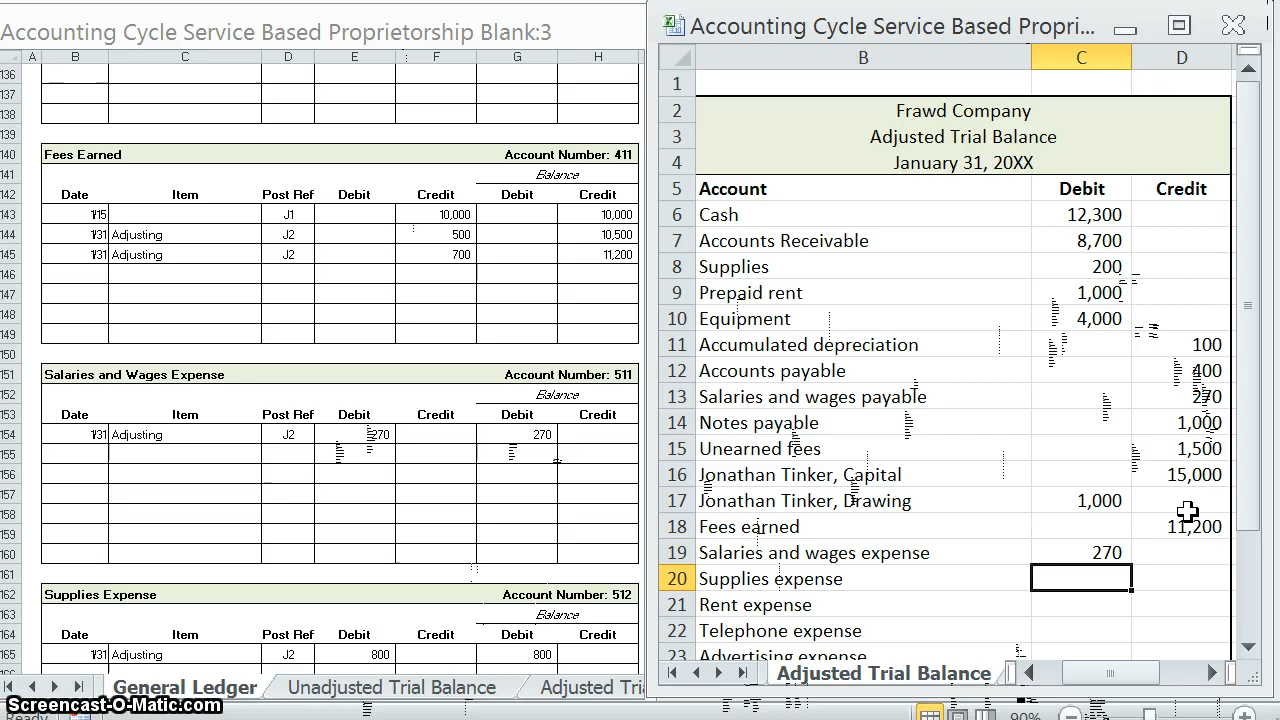 Accounting Cycle Service Based Proprietorship Blank:3
A B C D E F G H
136
137
138
139
140 Fees Earned Account Number: 411
141 Balance
142 Date Item Post Ref Debit Credit Debit Credit
143 1/15 J1 10,000 10,000
144 1/31 Adjusting J2 500 10,500
145 1/31 Adjusting J2 700 11,200
146
147
148
149
150
151 Salaries and Wages Expense Account Number: 511
152 Balance
153 Date Item Post Ref Debit Credit Debit Credit
154 1/31 Adjusting J2 270 270
155
156
157
158
159
160
161
162 Supplies Expense Account Number: 512
163 Balance
164 Date Item Post Ref Debit Credit Debit Credit
165 1/31 Adjusting J2 800 800
General Ledger Unadjusted Trial Balance Adjusted Tri
Screencast-O-Matic.com
Ready
Accounting Cycle Service Based Propri...
B C D
1
2 Frawd Company
3 Adjusted Trial Balance
4 January 31, 20XX
5 Account Debit Credit
6 Cash 12,300
7 Accounts Receivable 8,700
8 Supplies 200
9 Prepaid rent 1,000
10 Equipment 4,000
11 Accumulated depreciation 100
12 Accounts payable 400
13 Salaries and wages payable 270
14 Notes payable 1,000
15 Unearned fees 1,500
16 Jonathan Tinker, Capital 15,000
17 Jonathan Tinker, Drawing 1,000
18 Fees earned 11,200
19 Salaries and wages expense 270
20 Supplies expense
21 Rent expense
22 Telephone expense
23 Advertising expense
Adjusted Trial Balance
90%